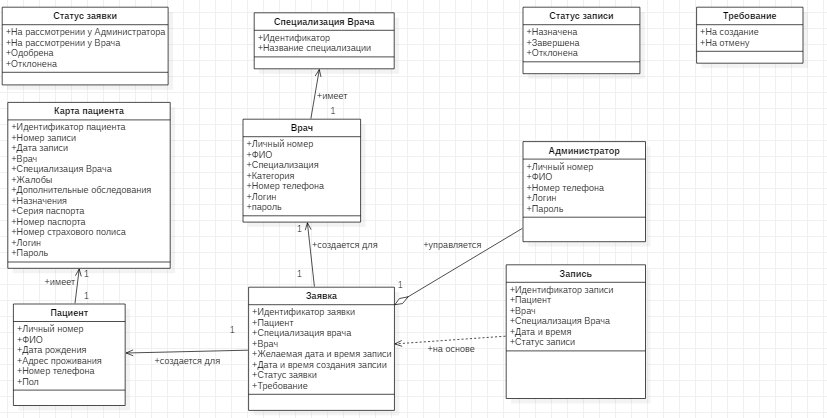 Статус заявки
+На рассмотрении у Администратора
+На рассмотрении у Врача
+Одобрена
+Отклонена
Специализация Врача
+Идентификатор
+Название специализации
Статус записи
+Назначена
+Завершена
+Отклонена
Требование
+На создание
+На отмену
Карта пациента
+Идентификатор пациента
+Номер записи
+Дата записи
+Врач
+Специализация Врача
+Жалобы
+Дополнительные обследования
+Назначения
+Серия паспорта
+Номер паспорта
+Номер страхового полиса
+Логин
+Пароль
+имеет
1
Врач
+Личный номер
+ФИО
+Специализация
+Категория
+Номер телефона
+Логин
+пароль
Администратор
+Личный номер
+ФИО
+Номер телефона
+Логин
+Пароль
1
+создается для
1
+управляется
1
1
+имеет
1
Пациент
+Личный номер
+ФИО
+Дата рождения
+Адрес проживания
+Номер телефона
+Пол
1
+создается для
Заявка
+Идентификатор заявки
+Пациент
+Специализация врача
+Врач
+Желаемая дата и время записи
+Дата и время создания запсии
+Статус заявки
+Требование
+на основе
Запись
+Идентификатор записи
+Пациент
+Врач
+Специализация Врача
+Дата и время
+Статус записи